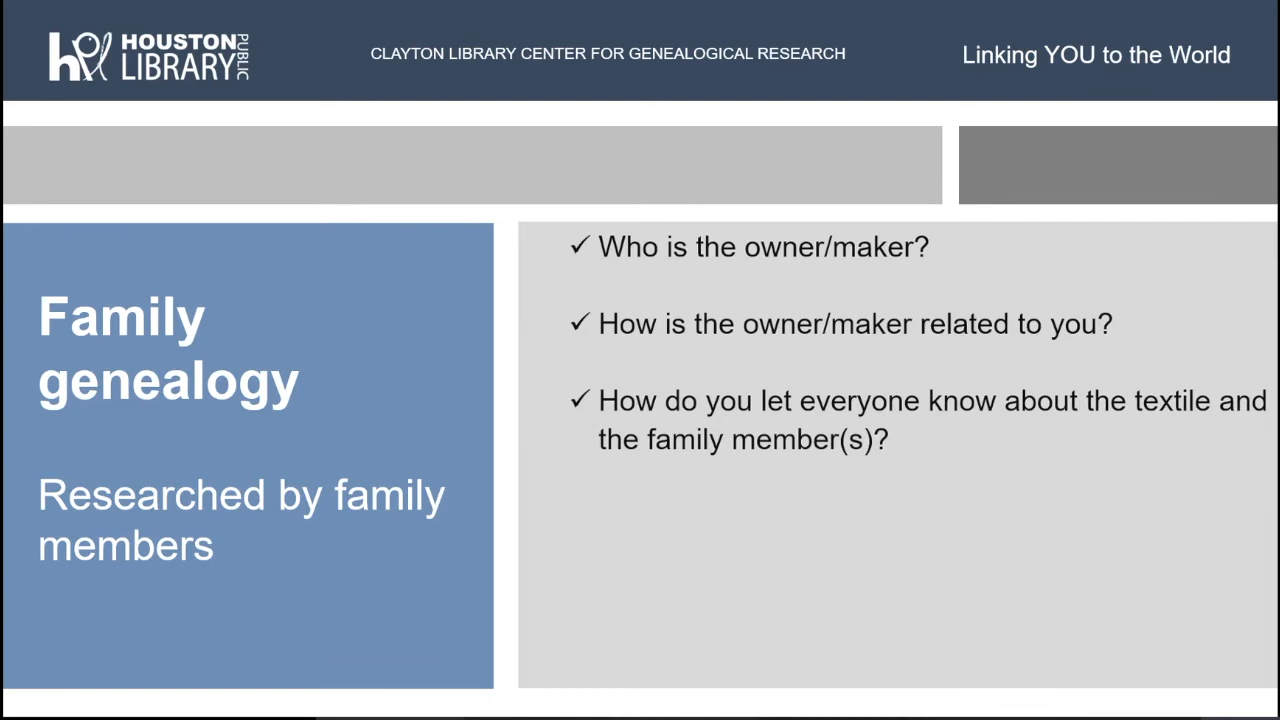 HOUSTON
LIBRARY
PUBLIC
CLAYTON LIBRARY CENTER FOR GENEALOGICAL RESEARCH
Linking YOU to the World
Family
genealogy
Researched by family
members
✓ Who is the owner/maker?
✓ How is the owner/maker related to you?
✓ How do you let everyone know about the textile and
the family member(s)?